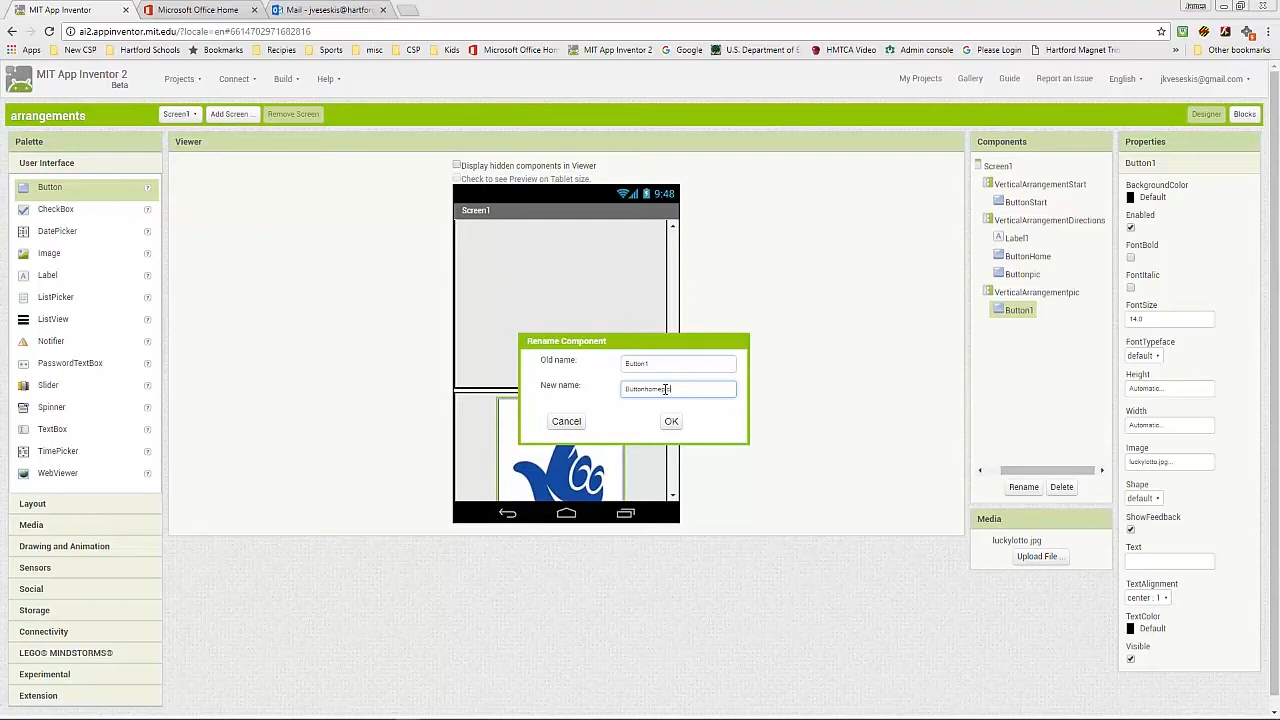 MIT App Inventor 2
Microsoft Office Home
Mail - jveseskis@hartfor
James
ai2.appinventor.mit.edu/?locale=en#6614702971682816
Apps
New CSP
Hartford Schools
Bookmarks
Recipies
Sports
misc
CSP
Kids
Microsoft Office Hom
MIT App Inventor 2
Google
U.S. Department of E
HMTCA Video
Admin console
Please Login
Hartford Magnet Tri
»
Other bookmarks
MIT App Inventor 2
Beta
Projects
Connect
Build
Help
My Projects
Gallery
Guide
Report an Issue
English
jkveseskis@gmail.com
arrangements
Screen1
Add Screen ...
Remove Screen
Designer
Blocks
Palette
User Interface
Button
CheckBox
DatePicker
Image
Label
ListPicker
ListView
Notifier
PasswordTextBox
Slider
Spinner
TextBox
TimePicker
WebViewer
Layout
Media
Drawing and Animation
Sensors
Social
Storage
Connectivity
LEGO® MINDSTORMS®
Experimental
Extension
Viewer
Display hidden components in Viewer
Check to see Preview on Tablet size.
9:48
Screen1
Rename Component
Old name:
Button1
New name:
Cancel
OK
Components
Screen1
VerticalArrangementStart
ButtonStart
VerticalArrangementDirections
A Label1
ButtonHome
Buttonpic
VerticalArrangementpic
Button1
Rename
Delete
Media
luckylotto.jpg
Upload File ...
Properties
Button1
BackgroundColor
Default
Enabled
FontBold
FontItalic
FontSize
14.0
FontTypeface
default
Height
Automatic...
Width
Automatic...
Image
luckylotto.jpg...
Shape
default
ShowFeedback
Text
TextAlignment
center : 1
TextColor
Default
Visible